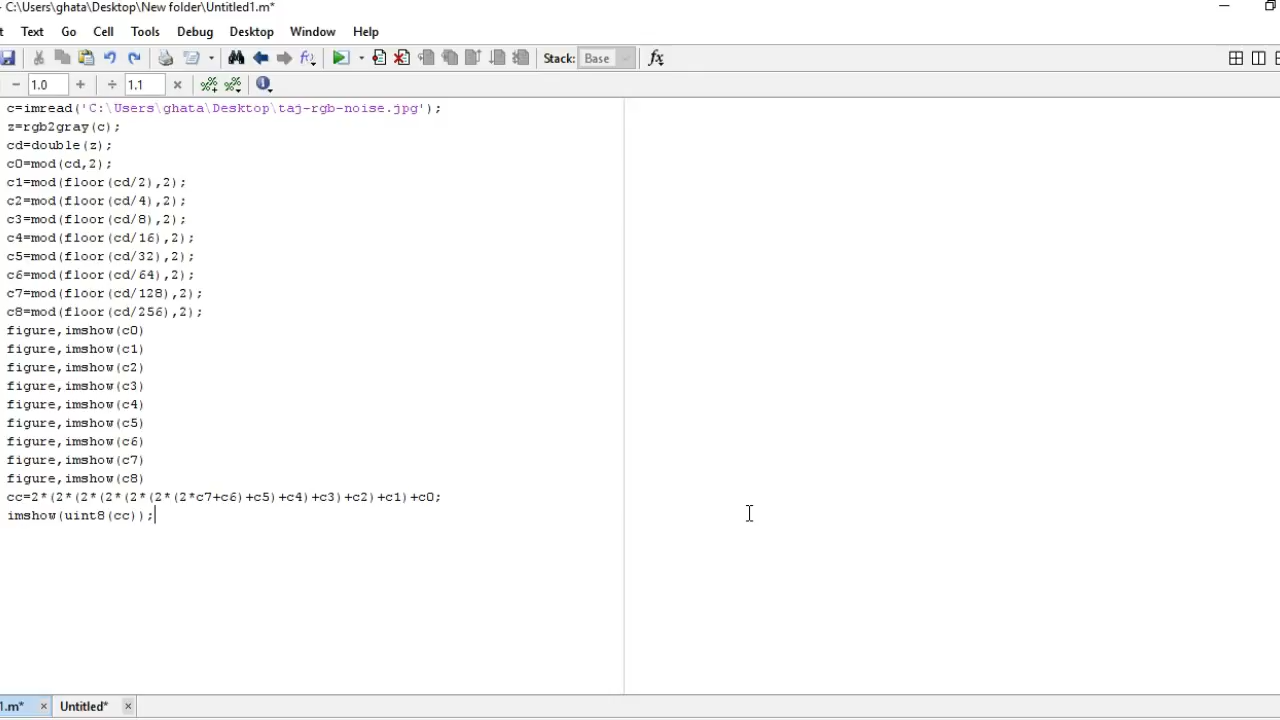 - C:\Users\ghata\Desktop\New folder\Untitled1.m*
t Text Go Cell Tools Debug Desktop Window Help
Stack: Base fx
− 1.0 + ÷ 1.1 ×
c=imread('C:\Users\ghata\Desktop\taj-rgb-noise.jpg');
z=rgb2gray(c);
cd=double(z);
c0=mod(cd,2);
c1=mod(floor(cd/2),2);
c2=mod(floor(cd/4),2);
c3=mod(floor(cd/8),2);
c4=mod(floor(cd/16),2);
c5=mod(floor(cd/32),2);
c6=mod(floor(cd/64),2);
c7=mod(floor(cd/128),2);
c8=mod(floor(cd/256),2);
figure,imshow(c0)
figure,imshow(c1)
figure,imshow(c2)
figure,imshow(c3)
figure,imshow(c4)
figure,imshow(c5)
figure,imshow(c6)
figure,imshow(c7)
figure,imshow(c8)
cc=2*(2*(2*(2*(2*(2*(2*c7+c6)+c5)+c4)+c3)+c2)+c1)+c0;
imshow(uint8(cc));
1.m* × Untitled* ×